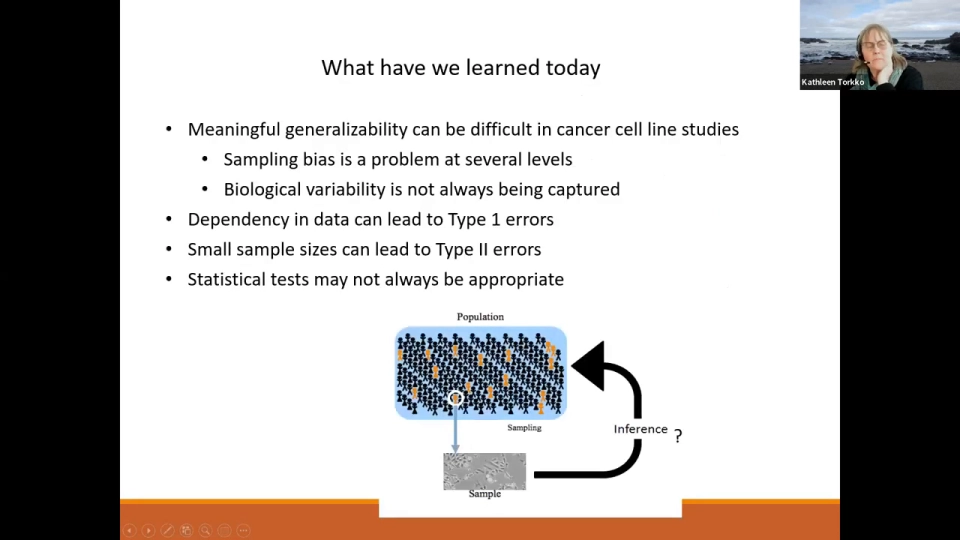 What have we learned today
Kathleen Torkko
• Meaningful generalizability can be difficult in cancer cell line studies
• Sampling bias is a problem at several levels
• Biological variability is not always being captured
• Dependency in data can lead to Type 1 errors
• Small sample sizes can lead to Type II errors
• Statistical tests may not always be appropriate
Population
Sampling
Inference ?
Sample